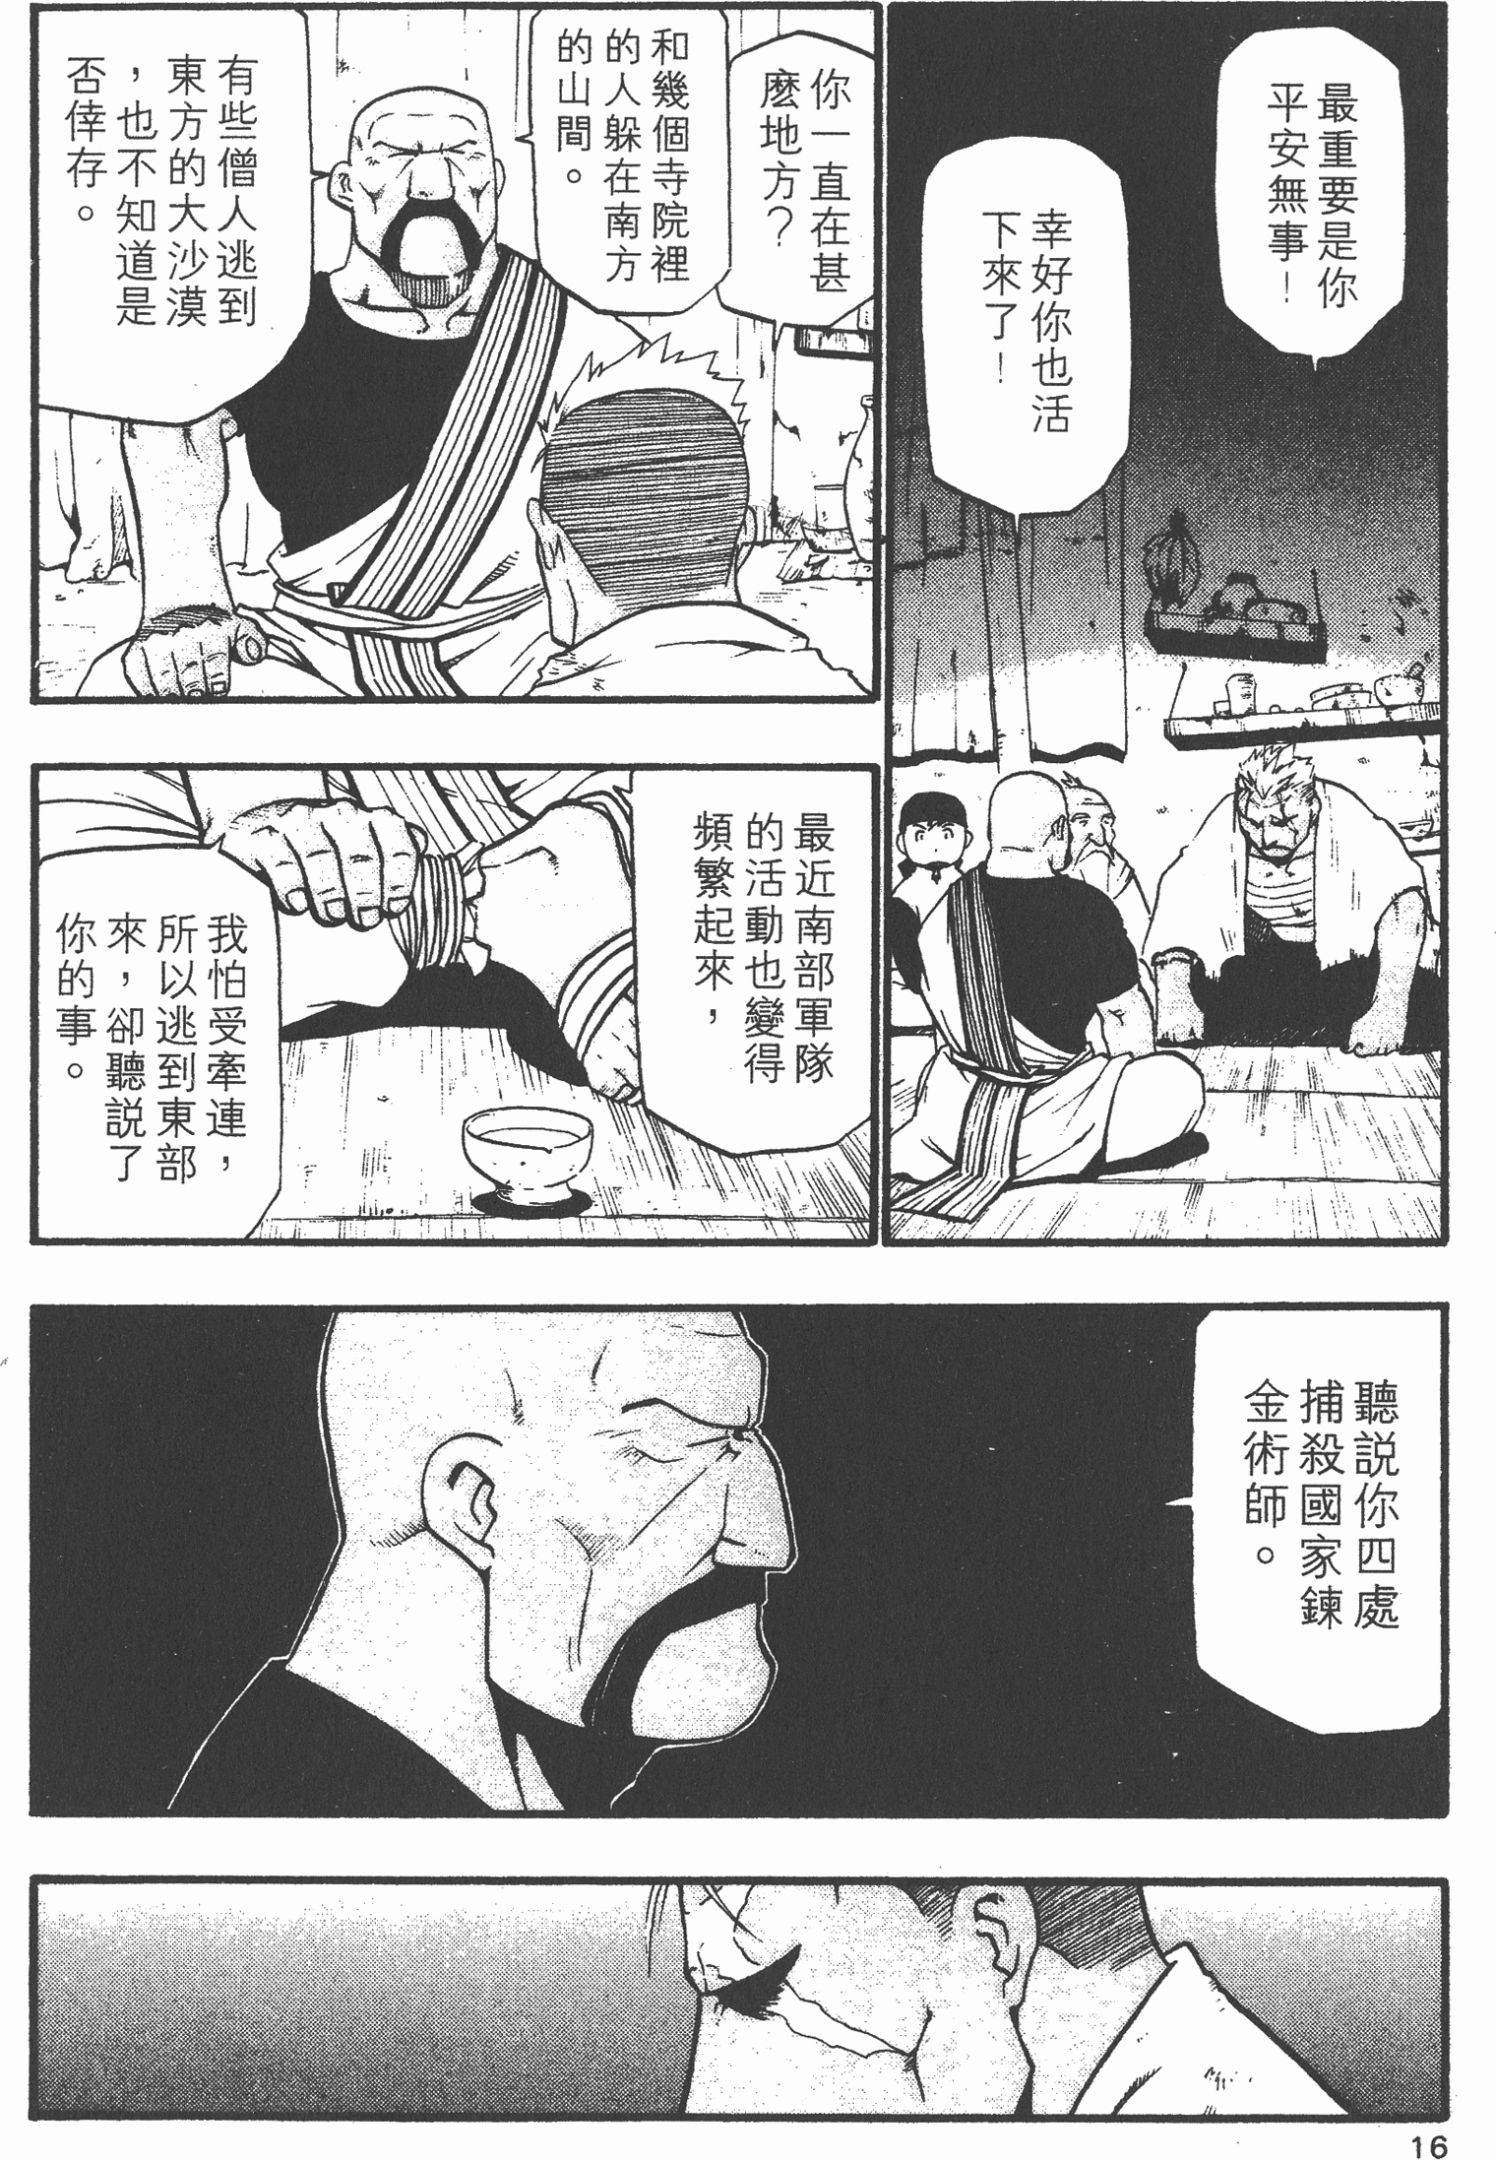 最重要是你
平安無事！
幸好你也活
下來了！
你一直在甚
麽地方？
和幾個寺院裡
的人躲在南方
的山間。
有些僧人逃到
東方的大沙漠
，也不知道是
否倖存。
最近南部軍隊
的活動也變得
頻繁起來，
我怕受牽連，
所以逃到東部
來，卻聽説了
你的事。
聽説你四處
捕殺國家鍊
金術師。
16